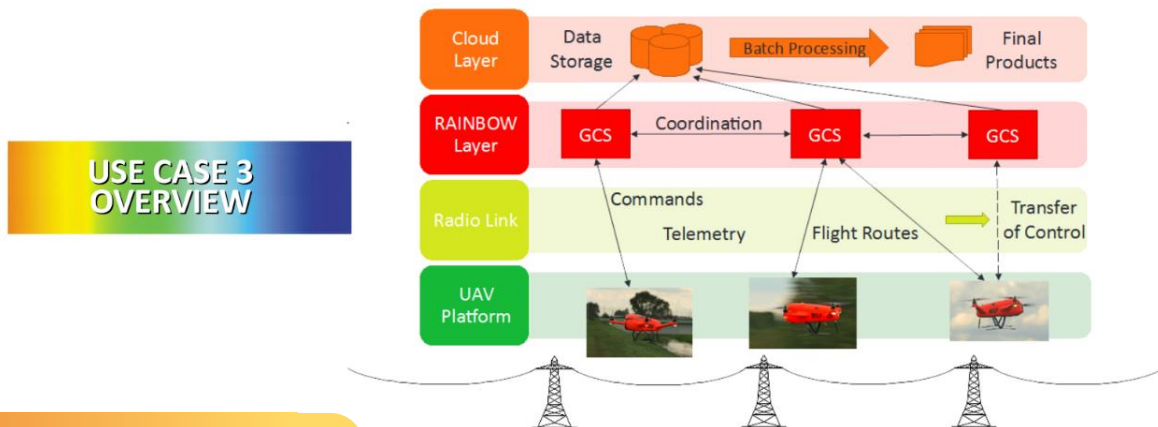 USE CASE 3
OVERVIEW
Cloud
Layer
Data
Storage
Batch Processing
Final
Products
RAINBOW
Layer
GCS
Coordination
GCS
GCS
Radio Link
Commands
Telemetry
Flight Routes
Transfer
of Control
UAV
Platform